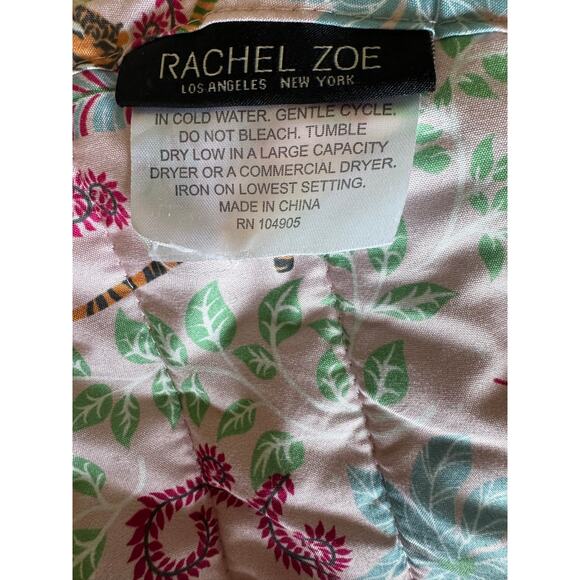 RACHEL ZOE
LOS ANGELES NEW YORK
IN COLD WATER. GENTLE CYCLE.
DO NOT BLEACH. TUMBLE
DRY LOW IN A LARGE CAPACITY
DRYER OR A COMMERCIAL DRYER.
IRON ON LOWEST SETTING.
MADE IN CHINA
RN 104905